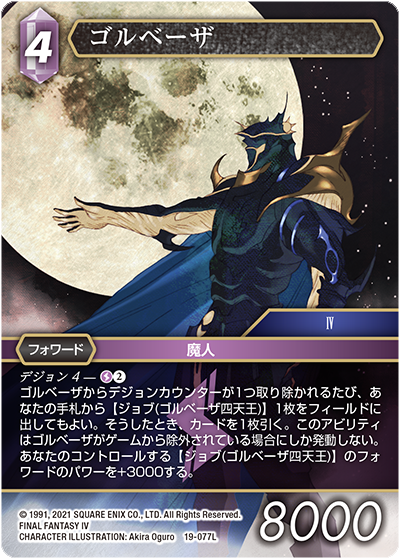 4
ゴルベーザ
IV
フォワード
魔人
デジョン 4 ― 2
ゴルベーザからデジョンカウンターが1つ取り除かれるたび、あ
なたの手札から【ジョブ(ゴルベーザ四天王)】1枚をフィールドに
出してもよい。そうしたとき、カードを1枚引く。このアビリティ
はゴルベーザがゲームから除外されている場合にしか発動しない。
あなたのコントロールする【ジョブ(ゴルベーザ四天王)】のフォ
ワードのパワーを+3000する。
© 1991, 2021 SQUARE ENIX CO., LTD. All Rights Reserved.
FINAL FANTASY IV
CHARACTER ILLUSTRATION: Akira Oguro 19-077L
8000